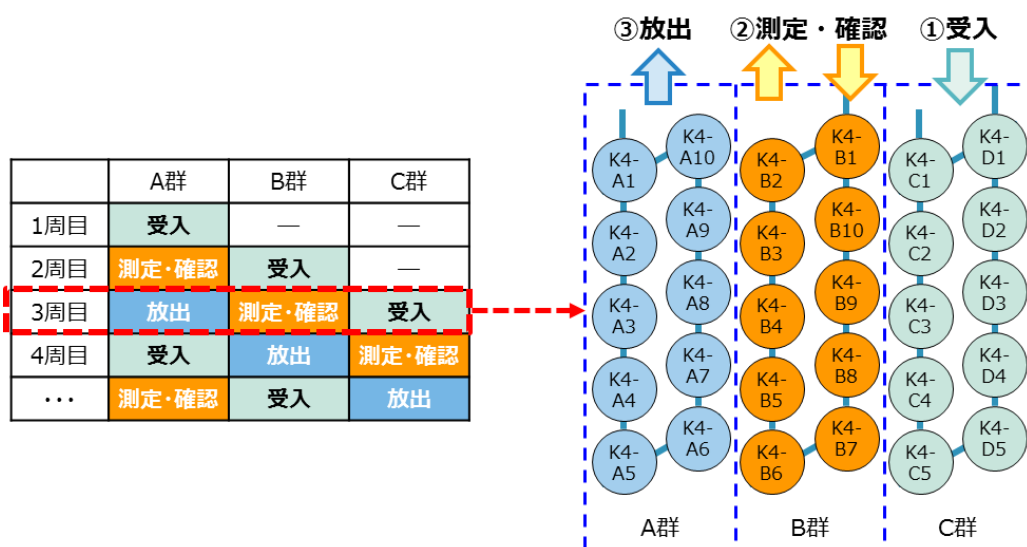 ③放出 ②測定・確認 ①受入
A群 B群 C群
1周目 受入 — —
2周目 測定・確認 受入 —
3周目 放出 測定・確認 受入
4周目 受入 放出 測定・確認
・・・ 測定・確認 受入 放出
K4-
A1
K4-
A2
K4-
A3
K4-
A4
K4-
A5
K4-
A10
K4-
A9
K4-
A8
K4-
A7
K4-
A6
K4-
B2
K4-
B3
K4-
B4
K4-
B5
K4-
B6
K4-
B1
K4-
B10
K4-
B9
K4-
B8
K4-
B7
K4-
C1
K4-
C2
K4-
C3
K4-
C4
K4-
C5
K4-
D1
K4-
D2
K4-
D3
K4-
D4
K4-
D5
A群 B群 C群